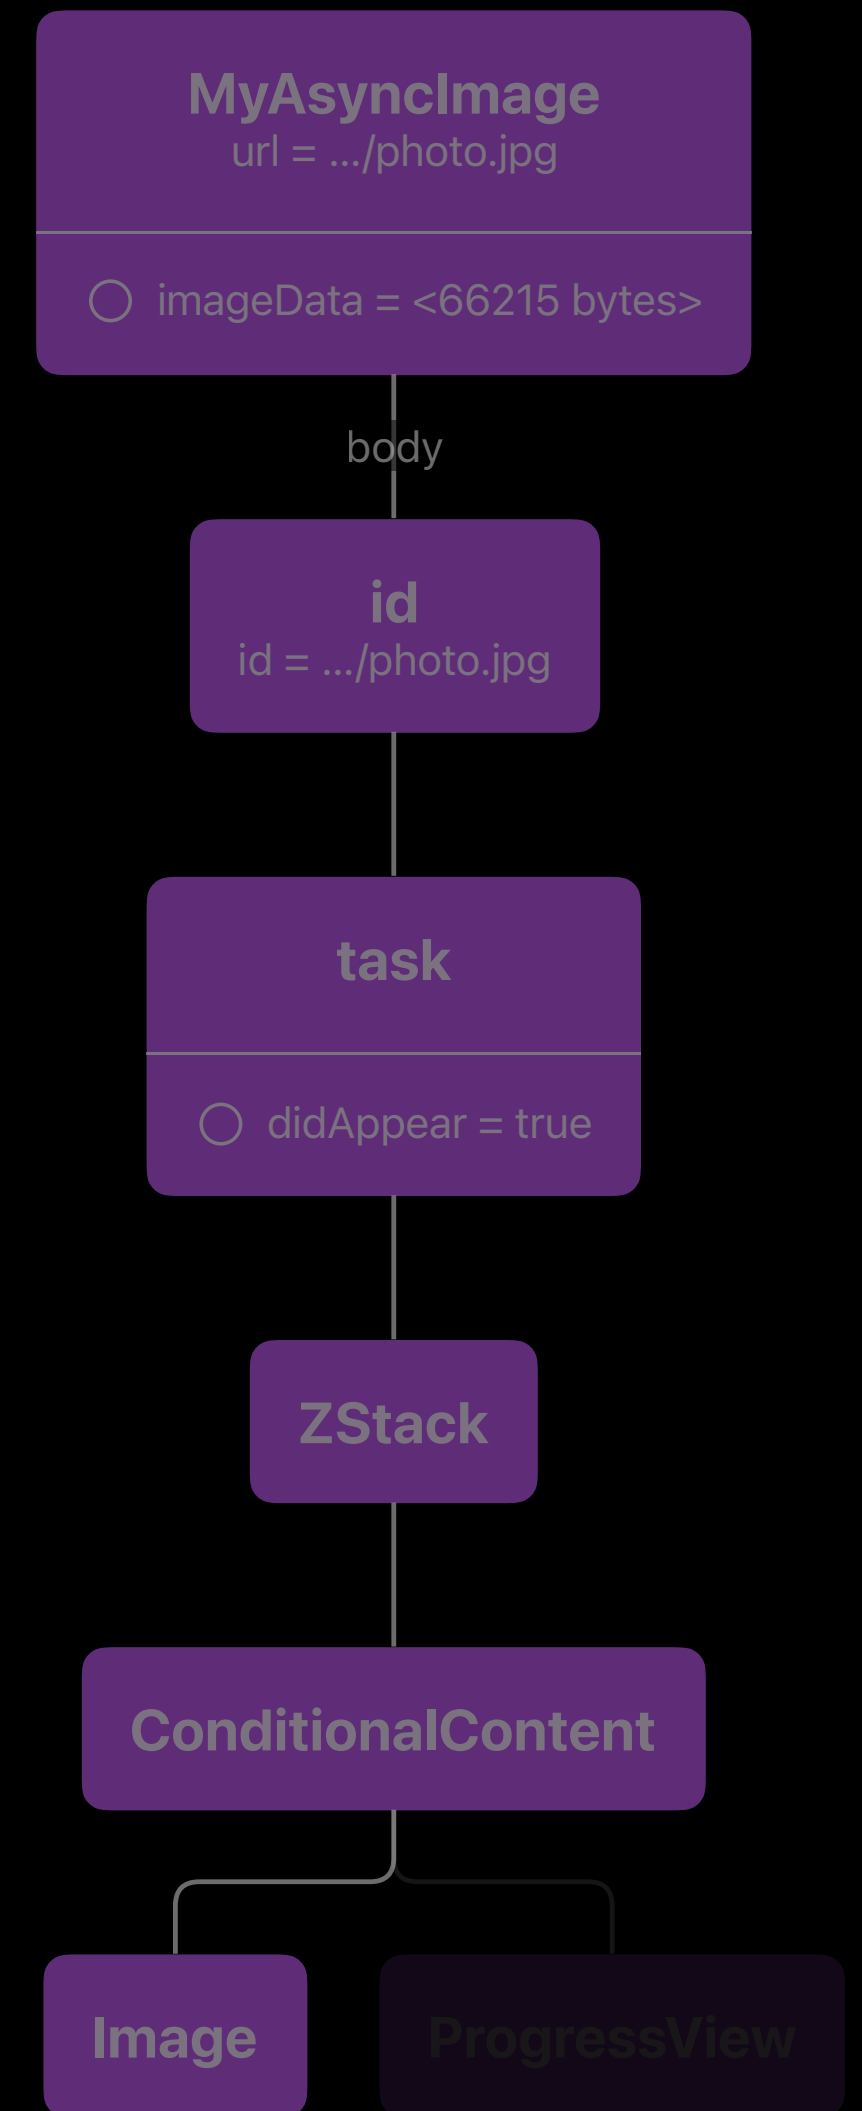 MyAsyncImage
url = …/photo.jpg
imageData = <66215 bytes>
body
id
id = …/photo.jpg
task
didAppear = true
ZStack
ConditionalContent
Image
ProgressView